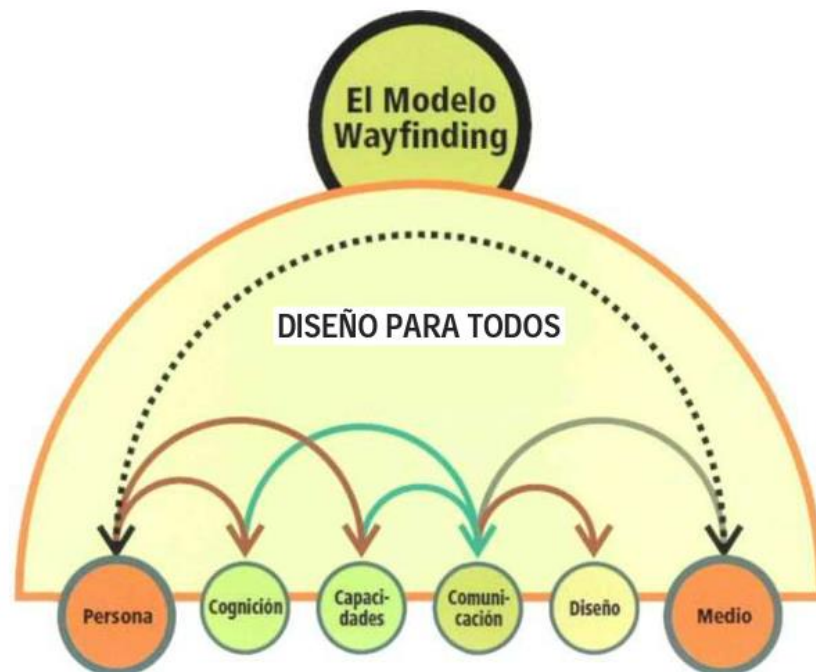 El Modelo
Wayfinding
DISEÑO PARA TODOS
Persona
Cognición
Capaci-
dades
Comuni-
cación
Diseño
Medio